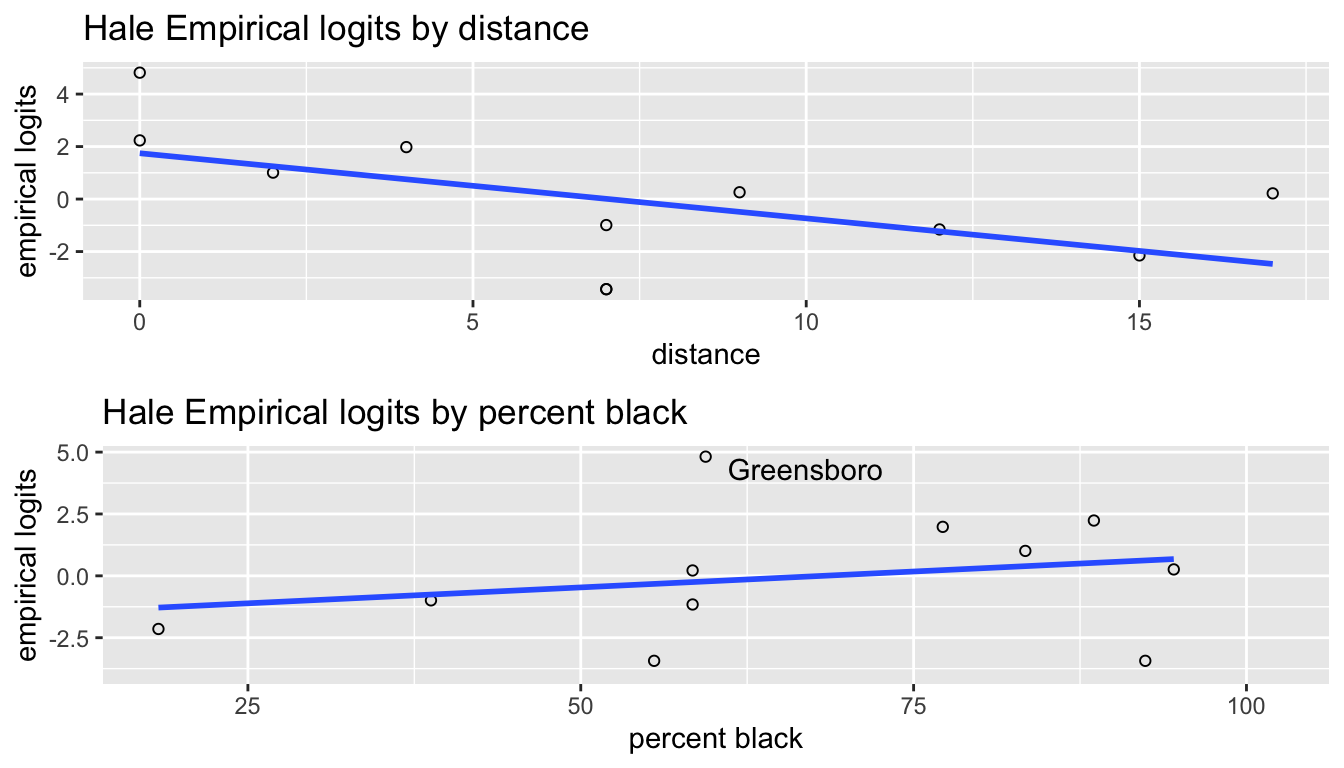 Hale Empirical logits by distance
empirical logits
4
2
0
-2
0 5 10 15
distance
Hale Empirical logits by percent black
empirical logits
5.0
2.5
0.0
-2.5
Greensboro
25 50 75 100
percent black